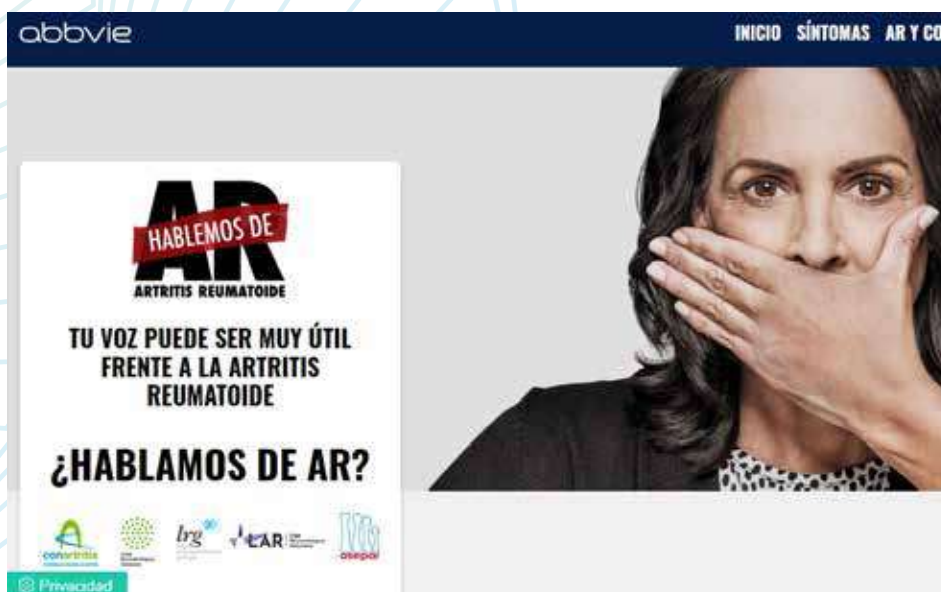 abbvie
INICIO SÍNTOMAS AR Y CO
AR
HABLEMOS DE
ARTRITIS REUMATOIDE
TU VOZ PUEDE SER MUY ÚTIL
FRENTE A LA ARTRITIS
REUMATOIDE
¿HABLAMOS DE AR?
conartritis
lrg
LAR
asepar
Privacidad